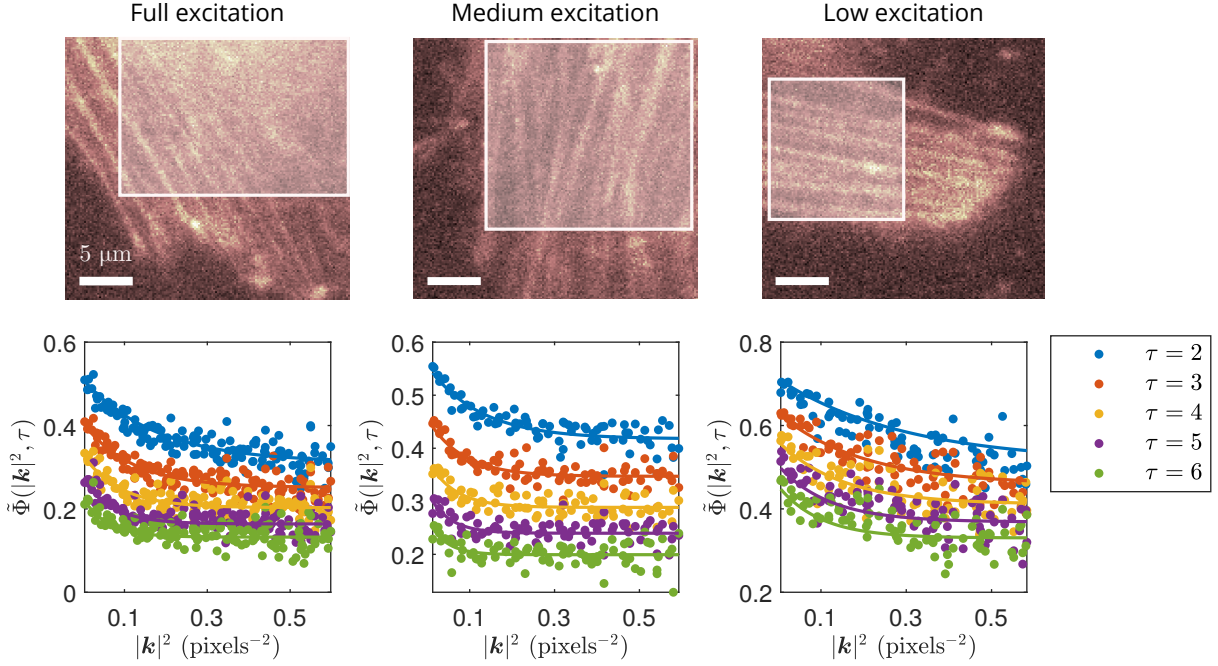 Full excitation
Medium excitation
Low excitation
5 μm
0.6
0.4
0.2
0
0.1
0.3
0.5
Φ̃(|k|², τ)
|k|² (pixels⁻²)
0.6
0.5
0.4
0.3
0.2
0.1
0.3
0.5
Φ̃(|k|², τ)
|k|² (pixels⁻²)
0.8
0.6
0.4
0.2
0.1
0.3
0.5
Φ̃(|k|², τ)
|k|² (pixels⁻²)
τ = 2
τ = 3
τ = 4
τ = 5
τ = 6